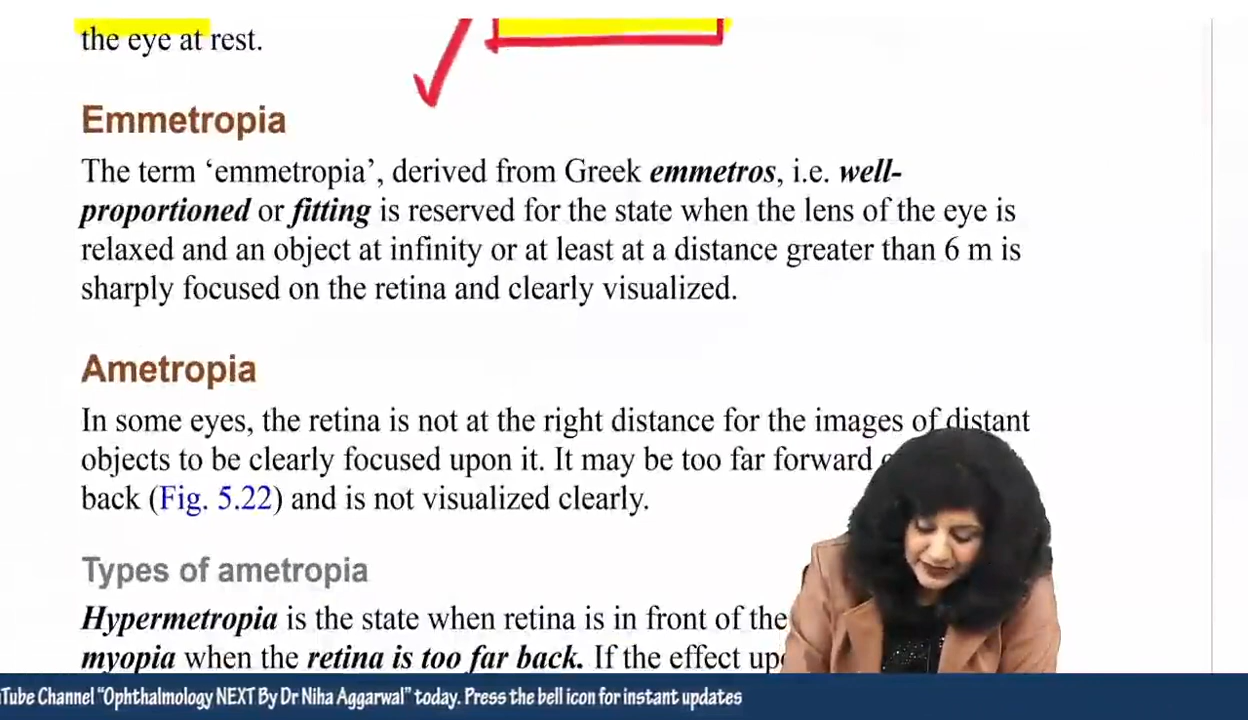 the eye at rest.
Emmetropia
The term ‘emmetropia’, derived from Greek emmetros, i.e. well-
proportioned or fitting is reserved for the state when the lens of the eye is
relaxed and an object at infinity or at least at a distance greater than 6 m is
sharply focused on the retina and clearly visualized.
Ametropia
In some eyes, the retina is not at the right distance for the images of distant
objects to be clearly focused upon it. It may be too far forward
back (Fig. 5.22) and is not visualized clearly.
Types of ametropia
Hypermetropia is the state when retina is in front of the
myopia when the retina is too far back. If the effect
Tube Channel “Ophthalmology NEXT By Dr Niha Aggarwal” today. Press the bell icon for instant updates